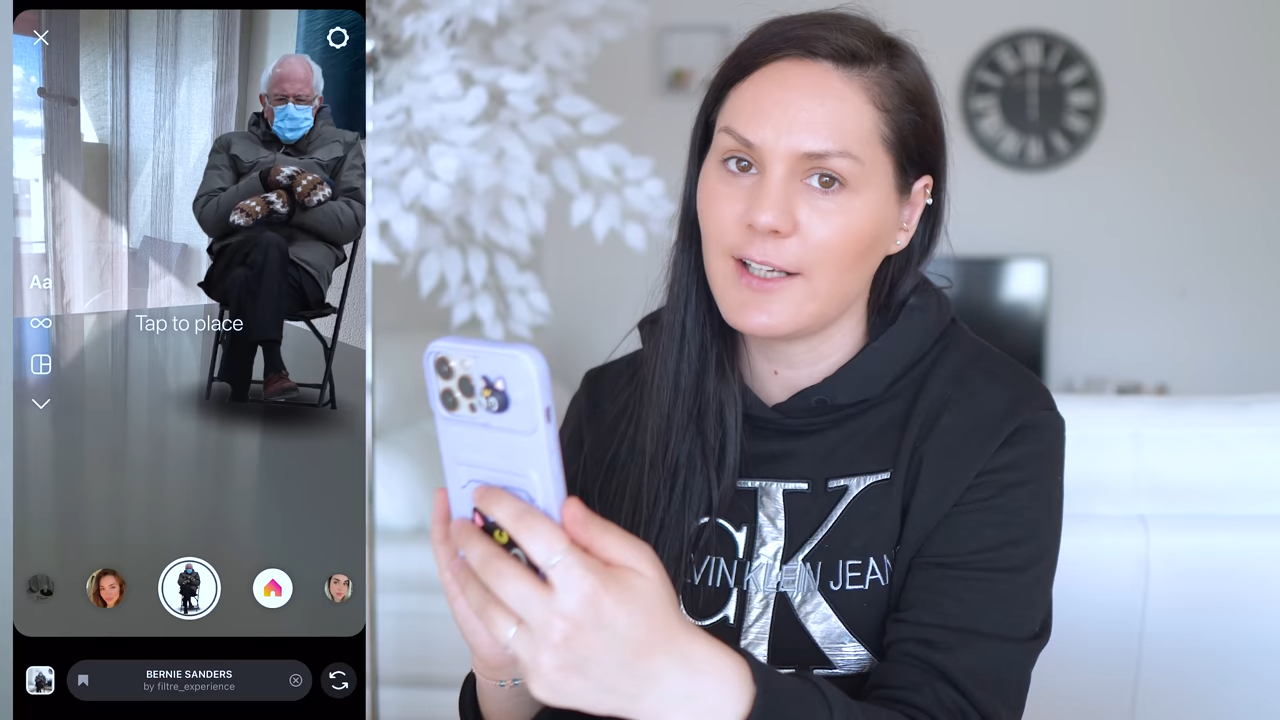 Aa
Tap to place
BERNIE SANDERS
by filtre_experience
CK
VIN KLEIN JEAN